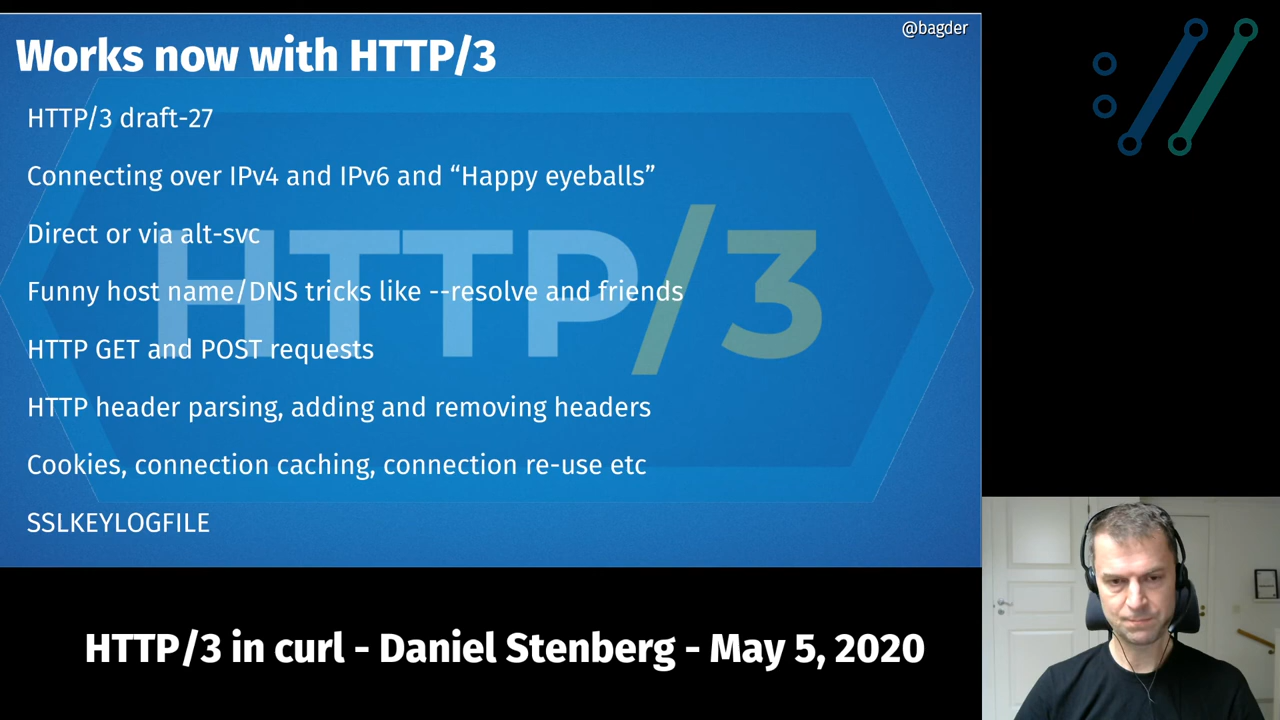 @bagder
Works now with HTTP/3
HTTP/3 draft-27
Connecting over IPv4 and IPv6 and “Happy eyeballs”
Direct or via alt-svc
Funny host name/DNS tricks like --resolve and friends
HTTP GET and POST requests
HTTP header parsing, adding and removing headers
Cookies, connection caching, connection re-use etc
SSLKEYLOGFILE
HTTP/3
HTTP/3 in curl - Daniel Stenberg - May 5, 2020